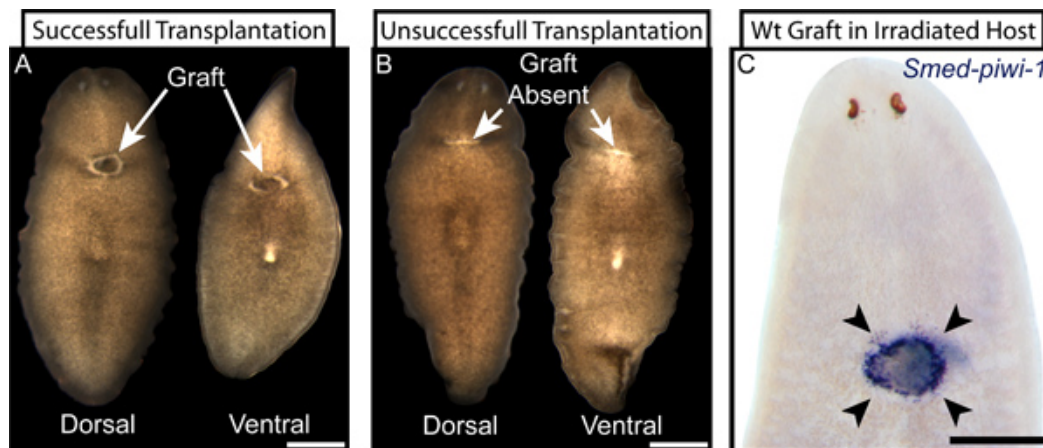 Successfull Transplantation
Unsuccessfull Transplantation
Wt Graft in Irradiated Host
A
Graft
Dorsal
Ventral
B
Graft
Absent
Dorsal
Ventral
C
Smed-piwi-1